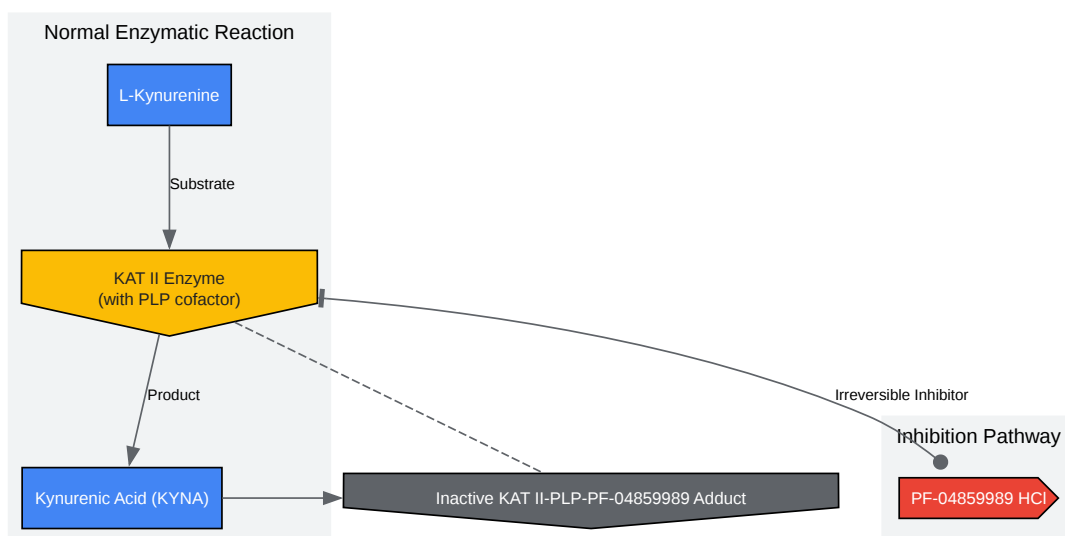 Normal Enzymatic Reaction
L-Kynurenine
Substrate
KAT II Enzyme
(with PLP cofactor)
Product
Irreversible Inhibitor
Inhibition Pathway
Kynurenic Acid (KYNA)
Inactive KAT II-PLP-PF-04859989 Adduct
PF-04859989 HCl